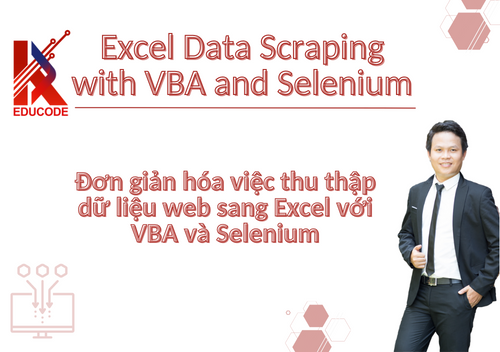 Excel Data Scraping
with VBA and Selenium
EDUCODE
Đơn giản hóa việc thu thập
dữ liệu web sang Excel với
VBA và Selenium